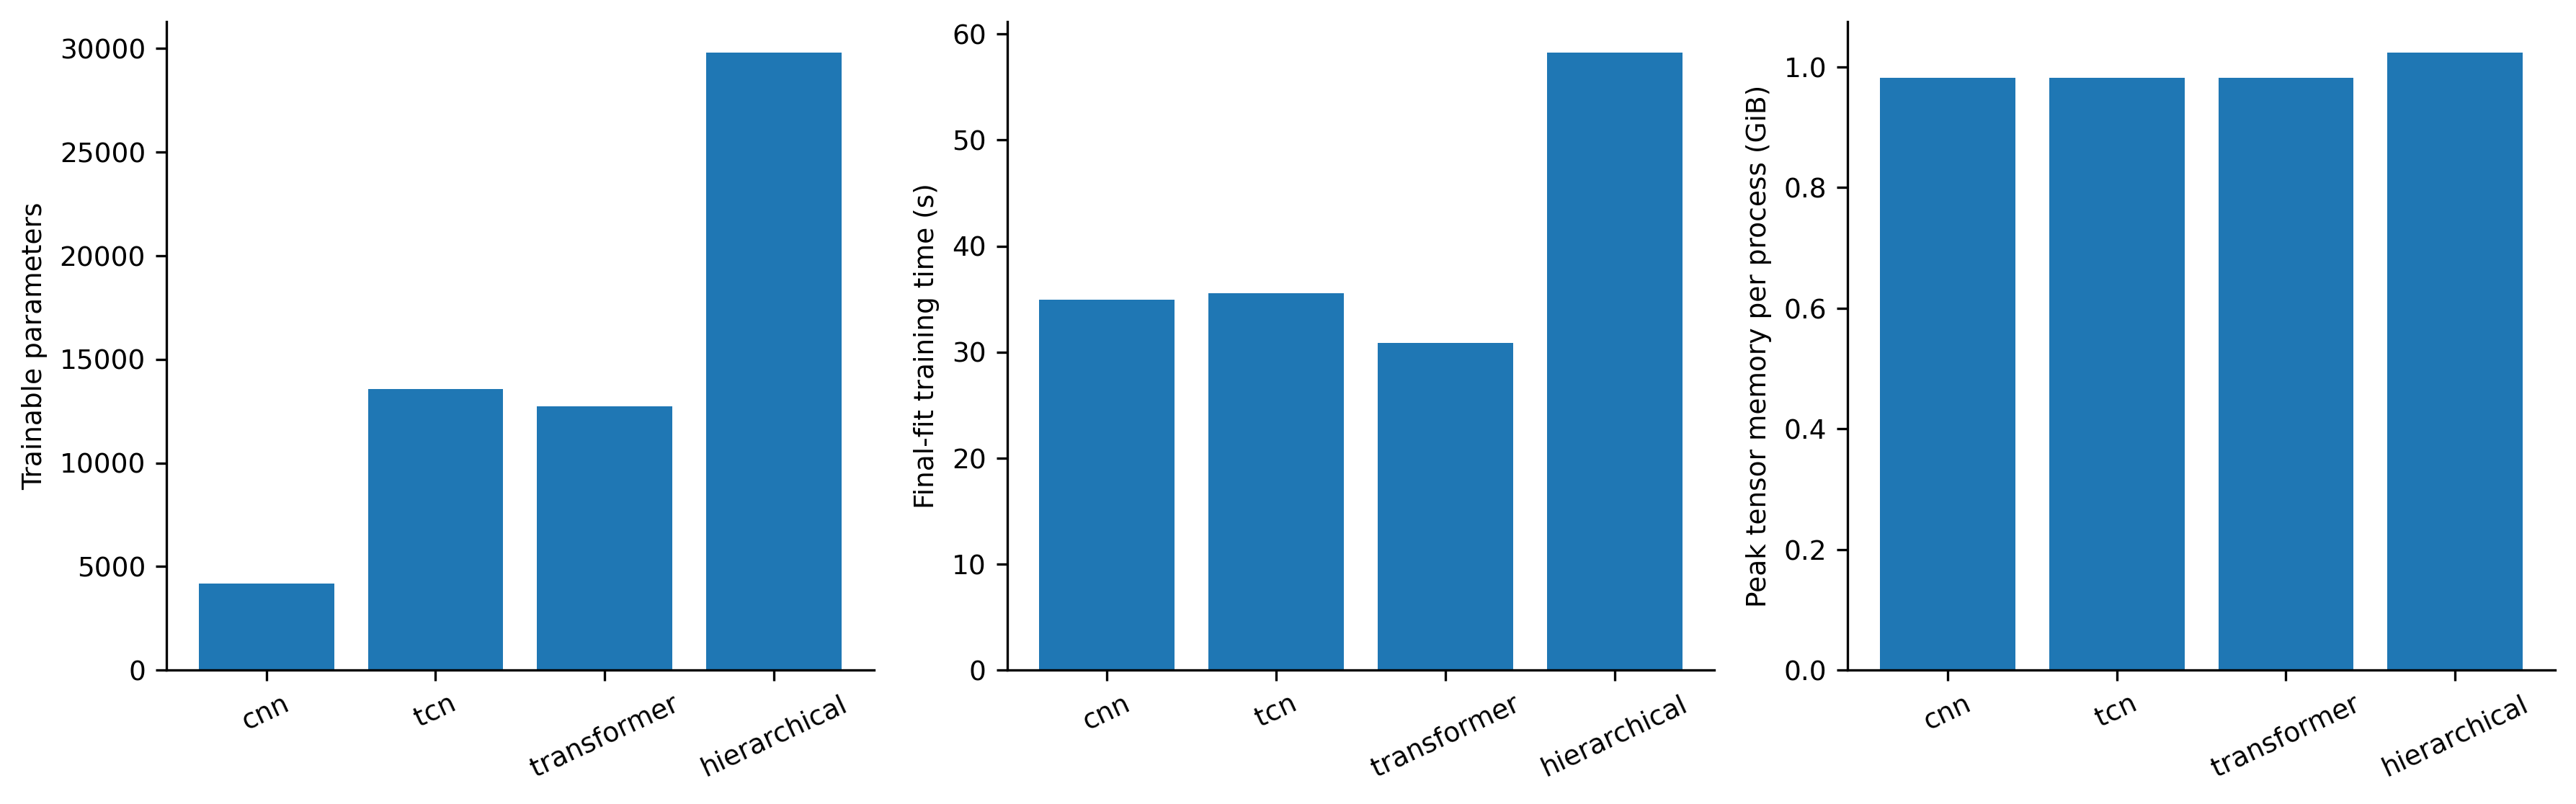 Trainable parameters
30000
25000
20000
15000
10000
5000
0
cnn
tcn
transformer
hierarchical
Final-fit training time (s)
60
50
40
30
20
10
0
cnn
tcn
transformer
hierarchical
Peak tensor memory per process (GiB)
1.0
0.8
0.6
0.4
0.2
0.0
cnn
tcn
transformer
hierarchical